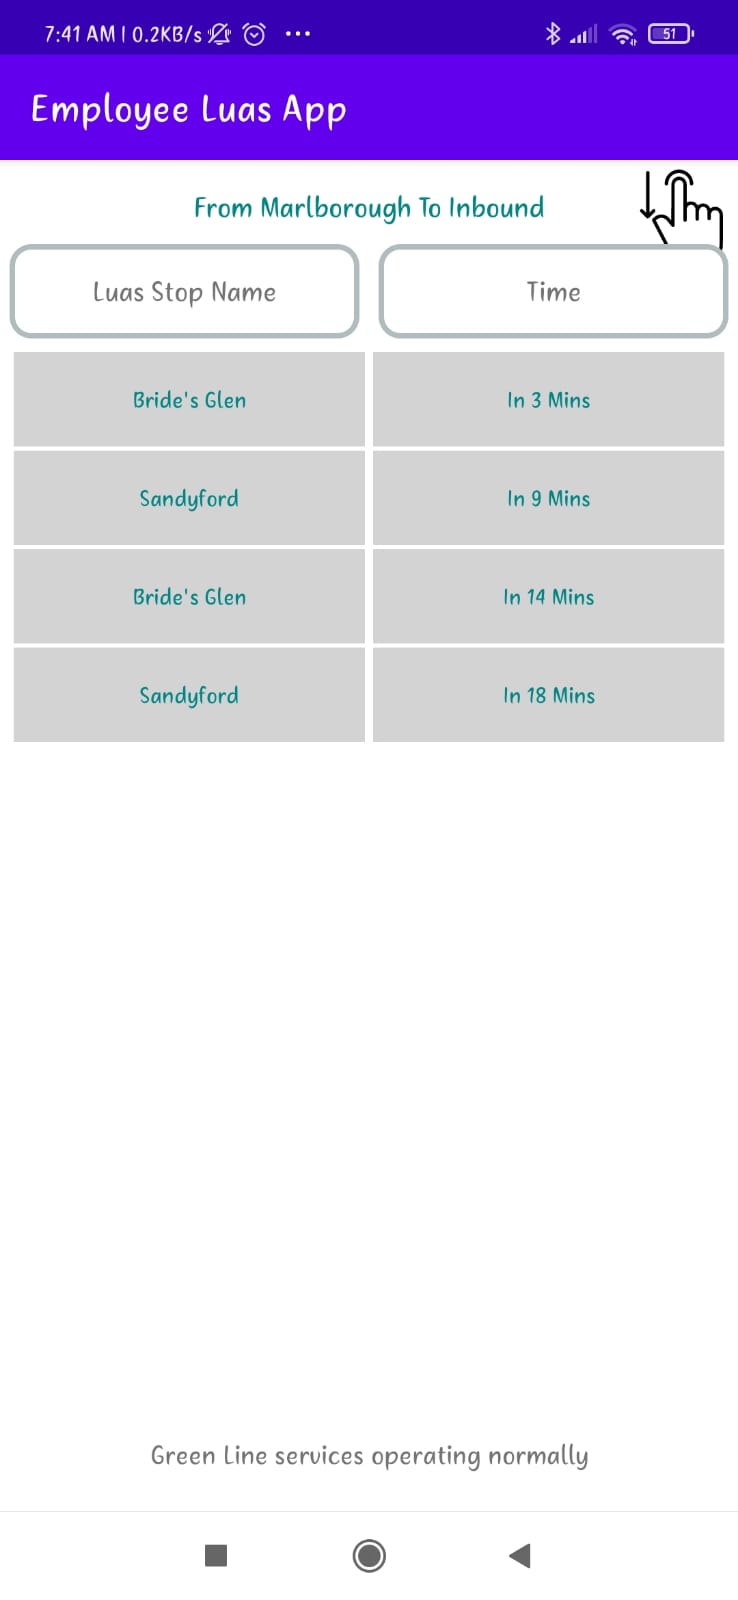 7:41 AM | 0.2KB/s ... 51
Employee Luas App
From Marlborough To Inbound
Luas Stop Name Time
Bride's Glen In 3 Mins
Sandyford In 9 Mins
Bride's Glen In 14 Mins
Sandyford In 18 Mins
Green Line services operating normally